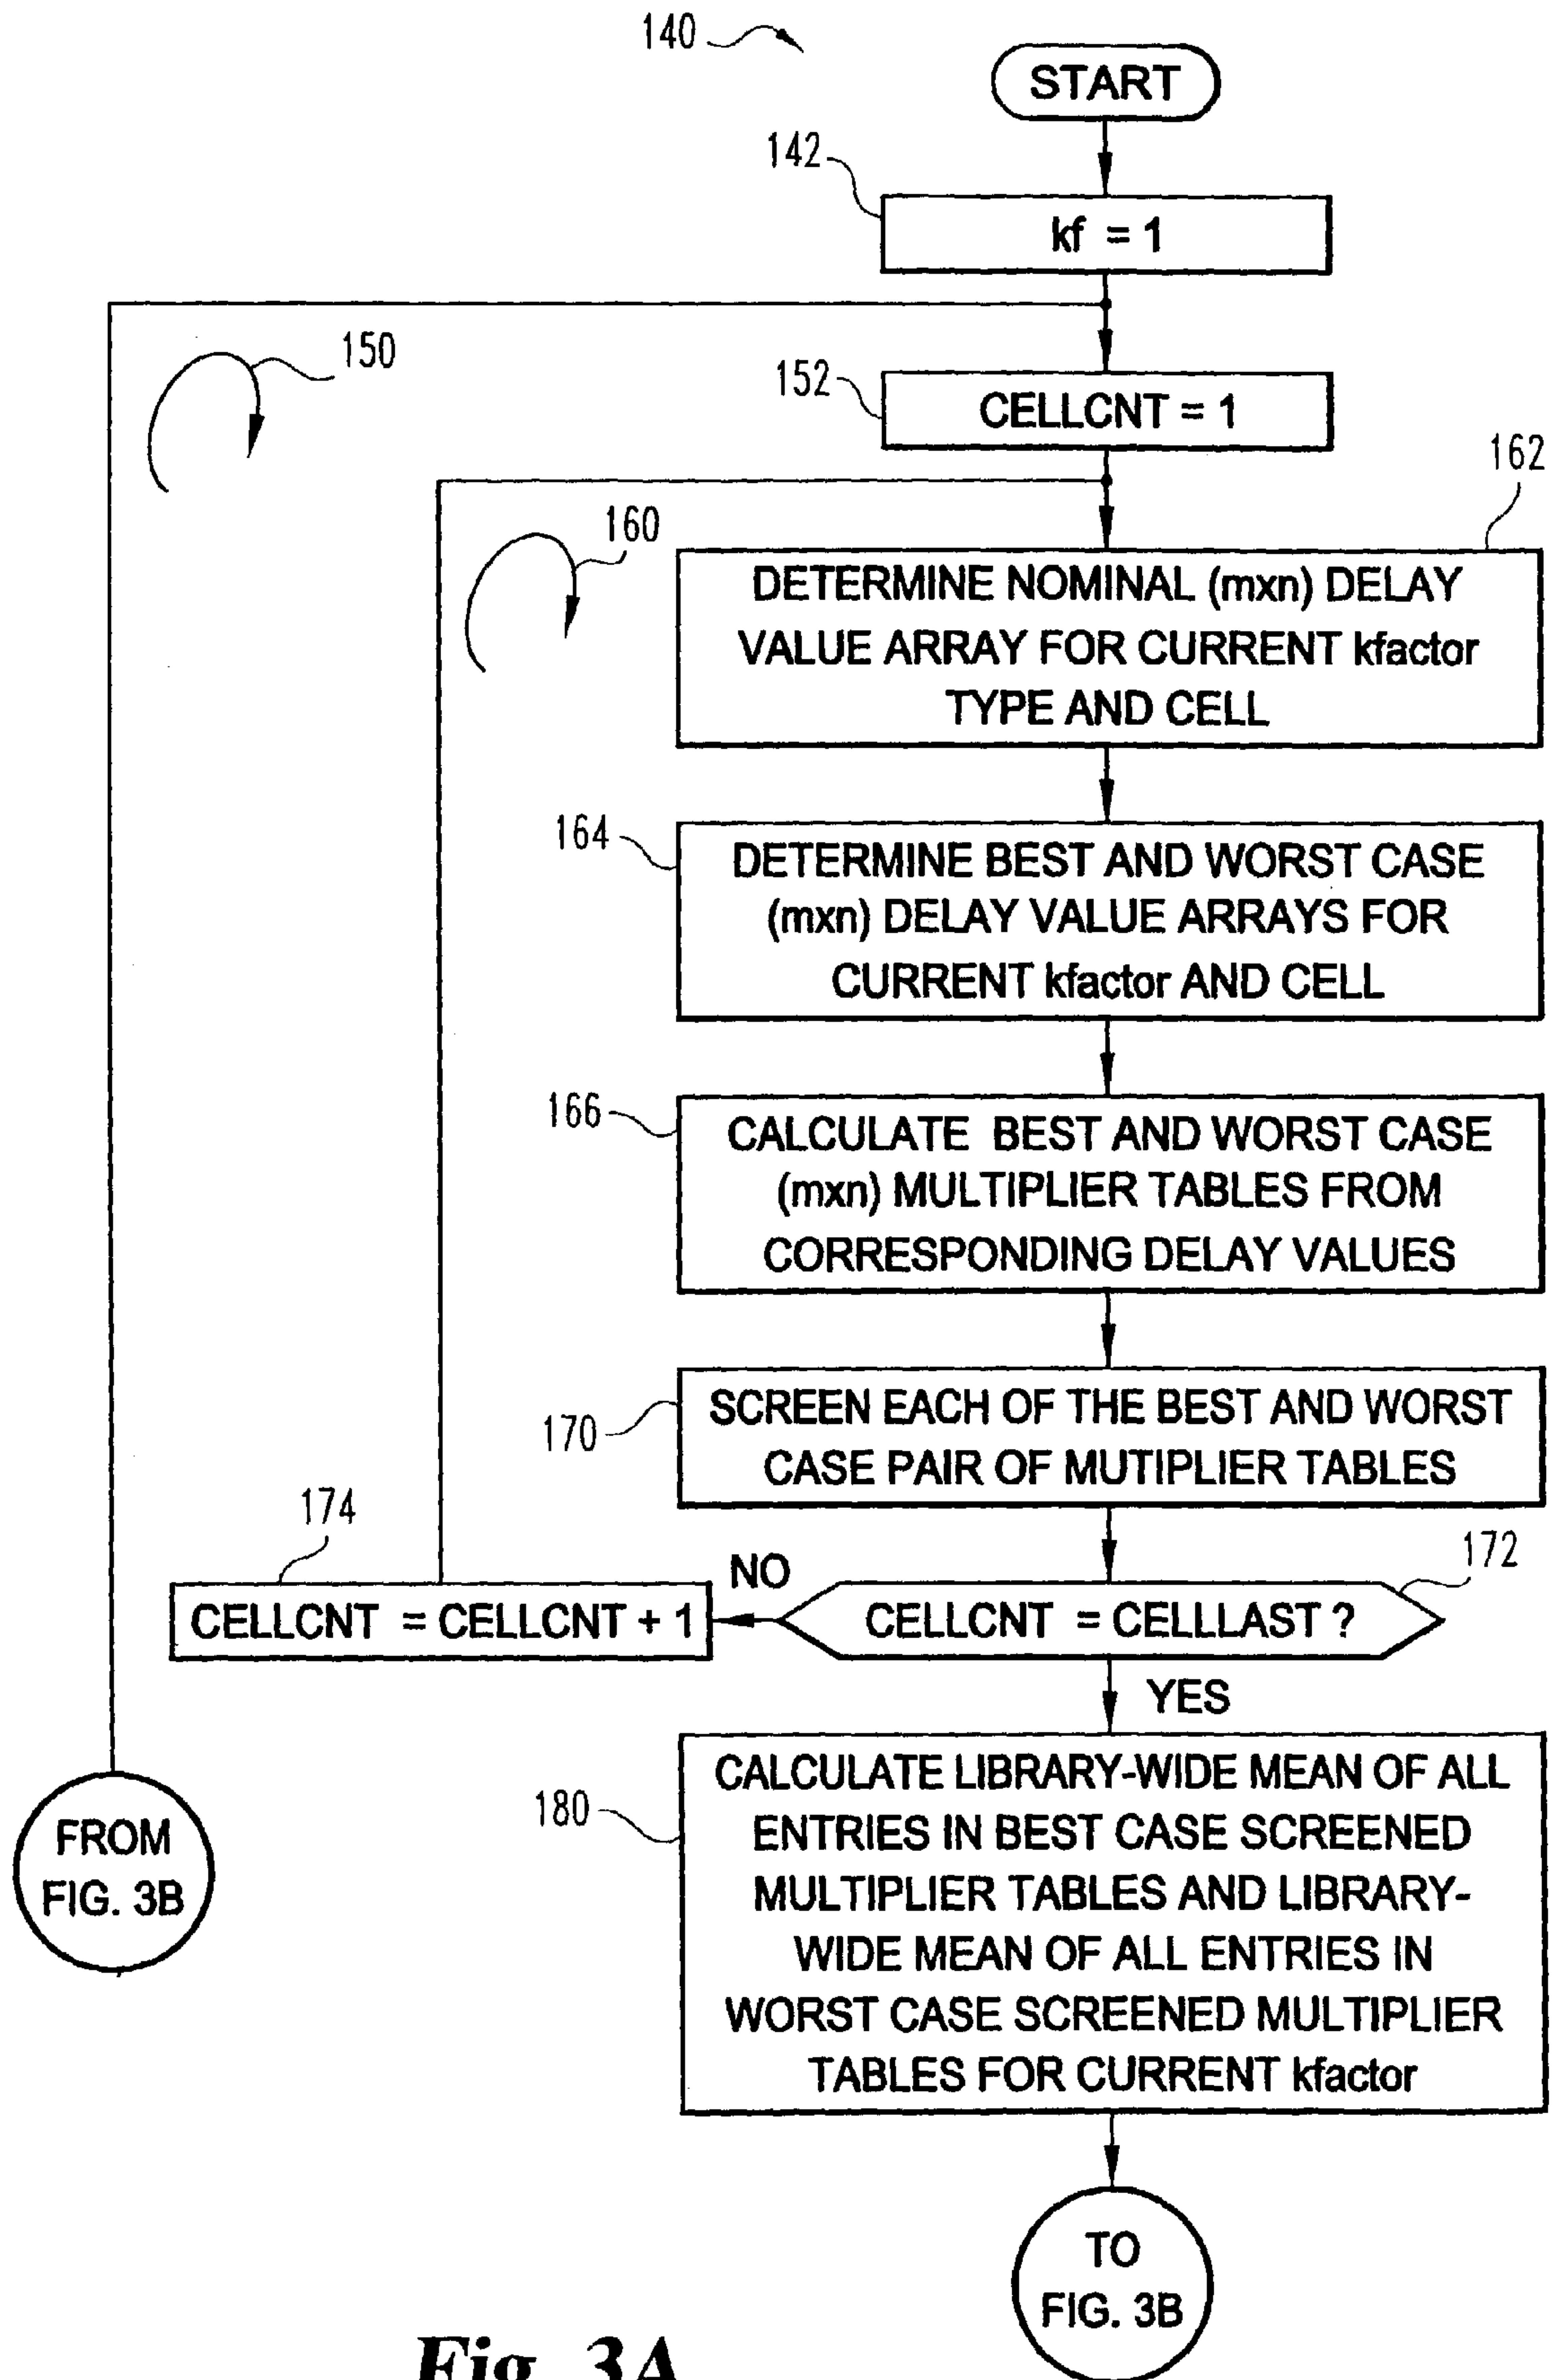 140
START
142
kf = 1
150
152
CELLCNT = 1
162
160
DETERMINE NOMINAL (mxn) DELAY
VALUE ARRAY FOR CURRENT kfactor
TYPE AND CELL
164
DETERMINE BEST AND WORST CASE
(mxn) DELAY VALUE ARRAYS FOR
CURRENT kfactor AND CELL
166
CALCULATE BEST AND WORST CASE
(mxn) MULTIPLIER TABLES FROM
CORRESPONDING DELAY VALUES
170
SCREEN EACH OF THE BEST AND WORST
CASE PAIR OF MUTIPLIER TABLES
174
NO
172
CELLCNT = CELLCNT + 1
CELLCNT = CELLLAST ?
YES
180
CALCULATE LIBRARY-WIDE MEAN OF ALL
ENTRIES IN BEST CASE SCREENED
MULTIPLIER TABLES AND LIBRARY-
WIDE MEAN OF ALL ENTRIES IN
WORST CASE SCREENED MULTIPLIER
TABLES FOR CURRENT kfactor
FROM
FIG. 3B
TO
FIG. 3B
Fig. 3A